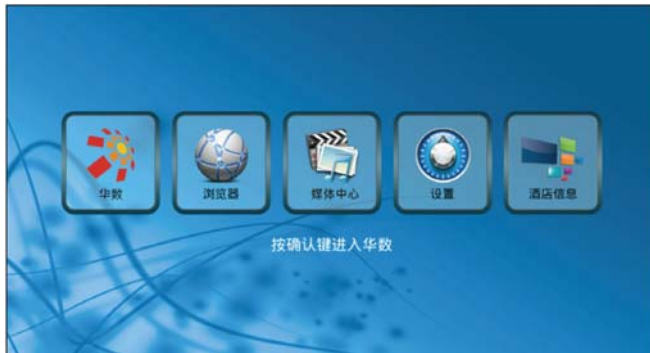 华数
浏览器
媒体中心
设置
酒店信息
按确认键进入华数